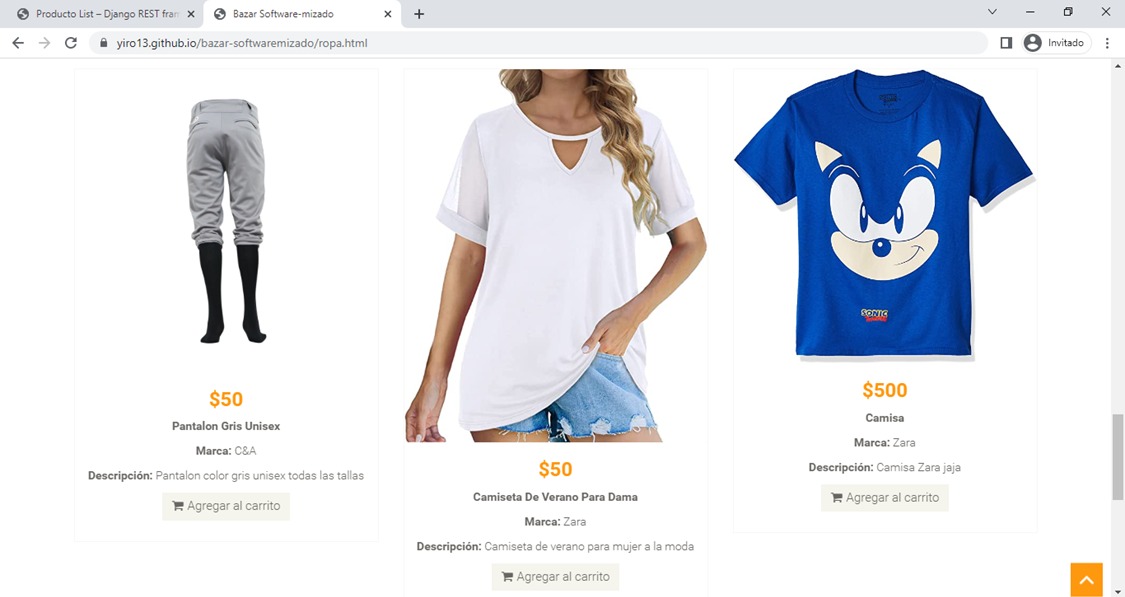 Producto List – Django REST fran
Bazar Software-mizado
yiro13.github.io/bazar-softwaremizado/ropa.html
Invitado
$50
Pantalon Gris Unisex
Marca: C&A
Descripción: Pantalon color gris unisex todas las tallas
Agregar al carrito
$50
Camiseta De Verano Para Dama
Marca: Zara
Descripción: Camiseta de verano para mujer a la moda
Agregar al carrito
SONIC
$500
Camisa
Marca: Zara
Descripción: Camisa Zara jaja
Agregar al carrito